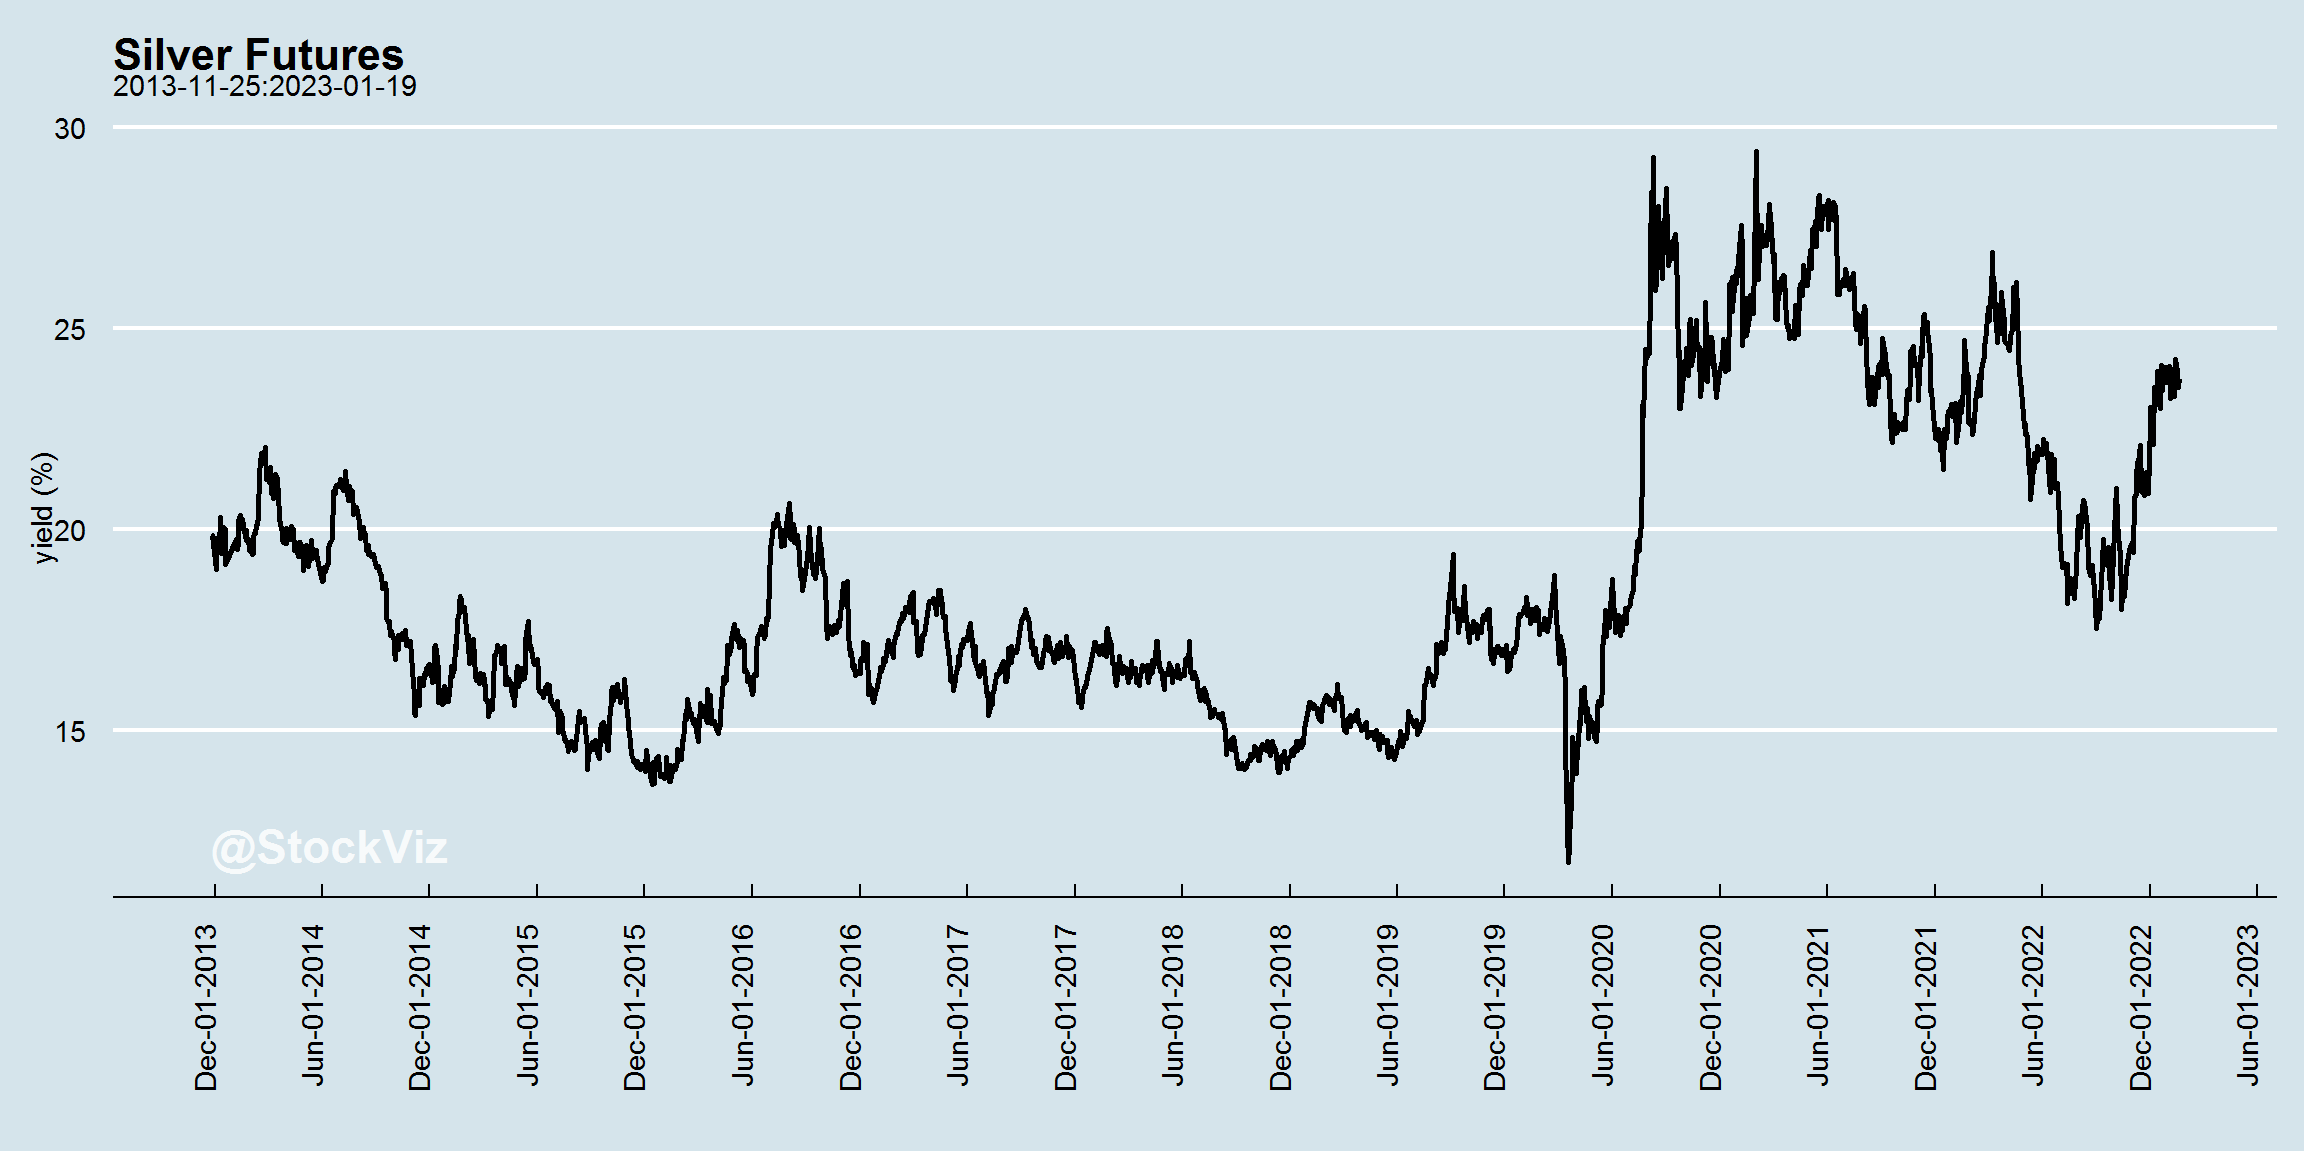 Silver Futures
2013-11-25:2023-01-19
30
25
20
15
yield (%)
@StockViz
Dec-01-2013
Jun-01-2014
Dec-01-2014
Jun-01-2015
Dec-01-2015
Jun-01-2016
Dec-01-2016
Jun-01-2017
Dec-01-2017
Jun-01-2018
Dec-01-2018
Jun-01-2019
Dec-01-2019
Jun-01-2020
Dec-01-2020
Jun-01-2021
Dec-01-2021
Jun-01-2022
Dec-01-2022
Jun-01-2023